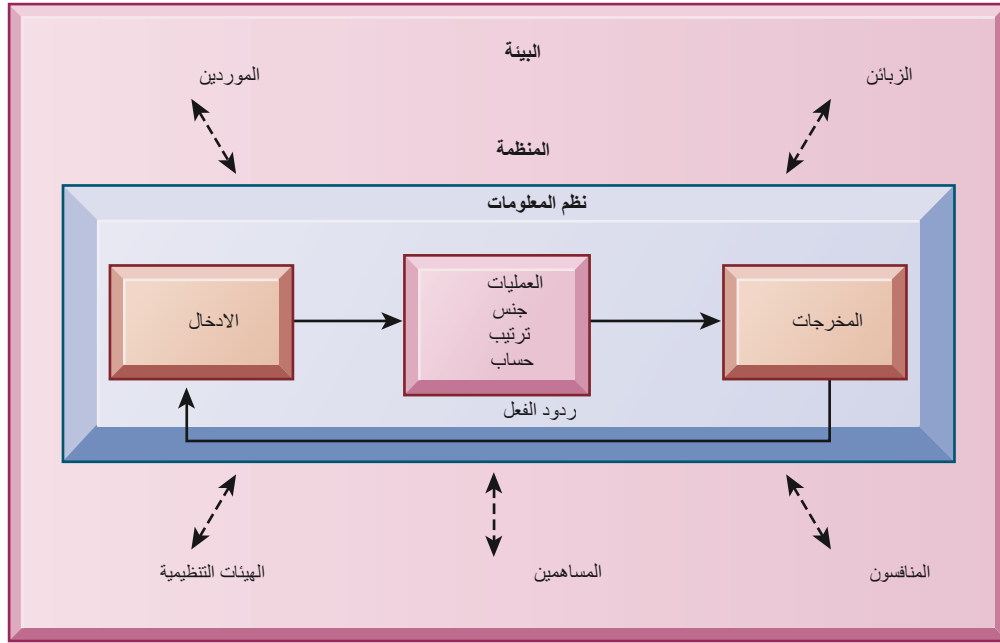 البيئة
الزبائن
الموردين
المنظمة
نظم المعلومات
الادخال
العمليات
جنس
ترتيب
حساب
المخرجات
ردود الفعل
الهيئات التنظيمية
المساهمين
المنافسون